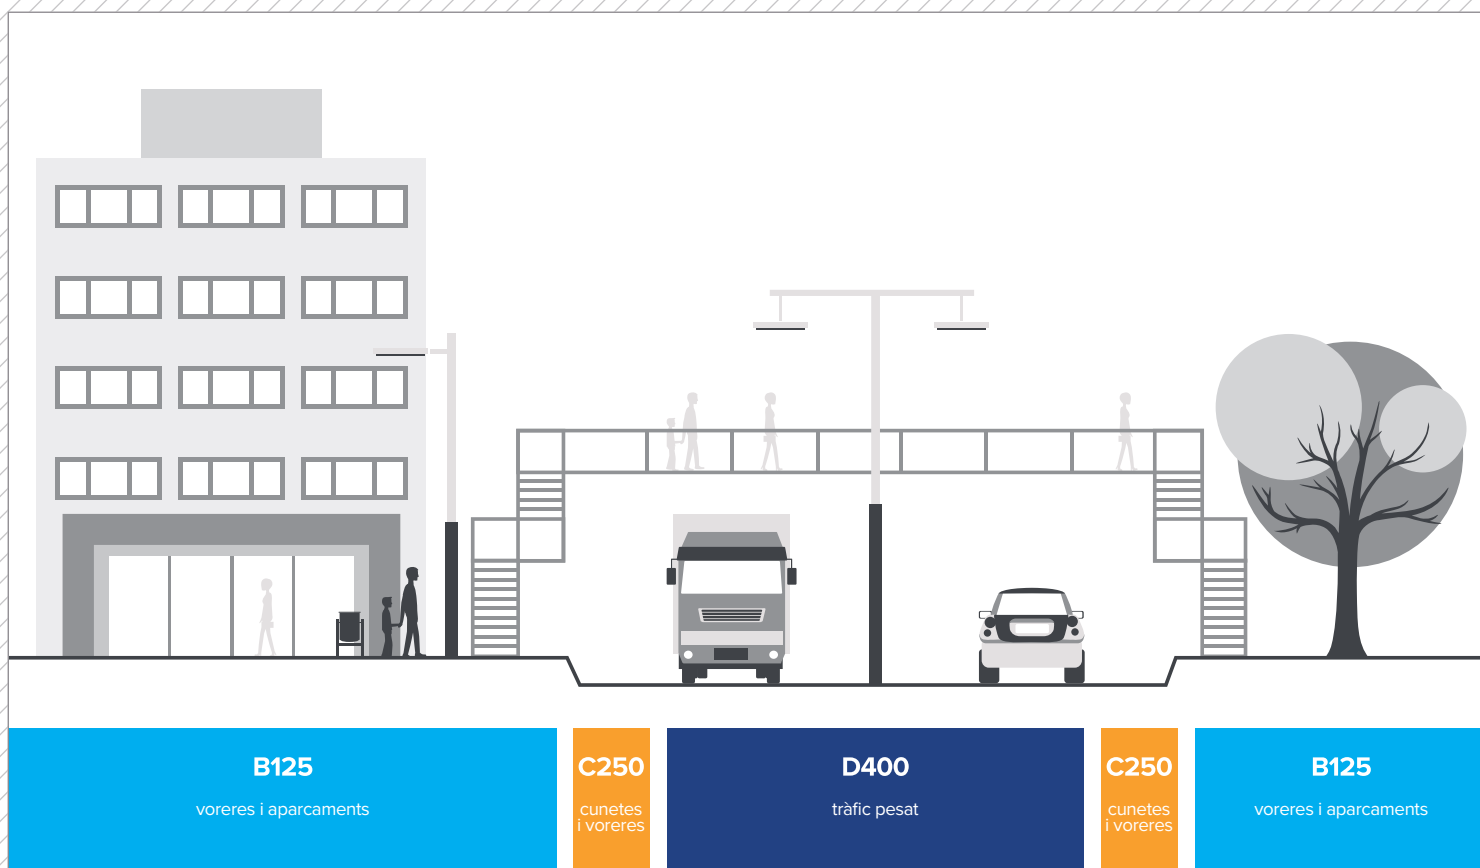 B125
voreres i aparcaments
C250
cunetes
i voreres
D400
tràfic pesat
C250
cunetes
i voreres
B125
voreres i aparcaments